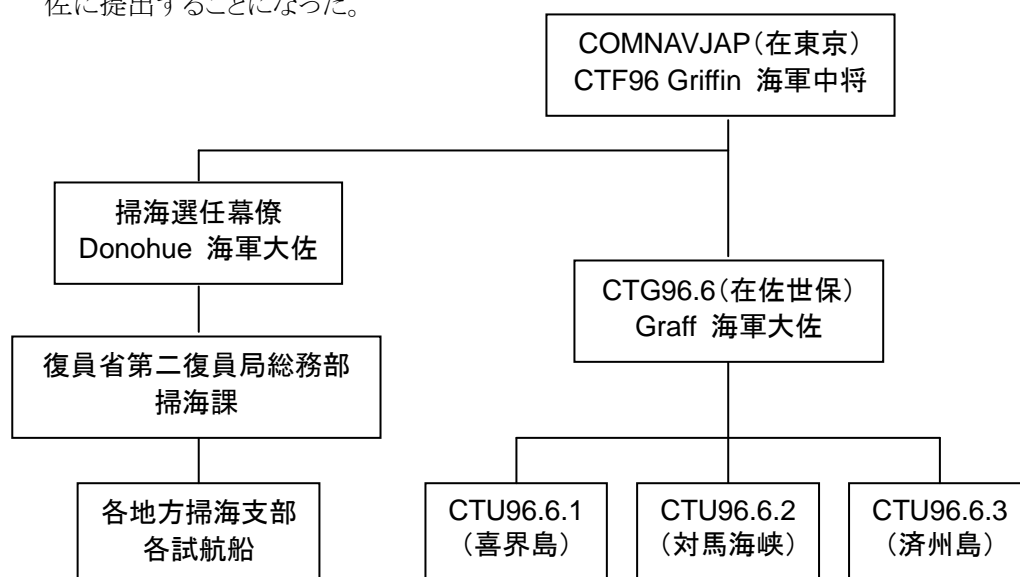 佐に提出することになった。
COMNAVJAP(在東京)
CTF96 Griffin 海軍中将
掃海選任幕僚
Donohue 海軍大佐
CTG96.6(在佐世保)
Graff 海軍大佐
復員省第二復員局総務部
掃海課
各地方掃海支部
各試航船
CTU96.6.1
(喜界島)
CTU96.6.2
(対馬海峡)
CTU96.6.3
(済州島)